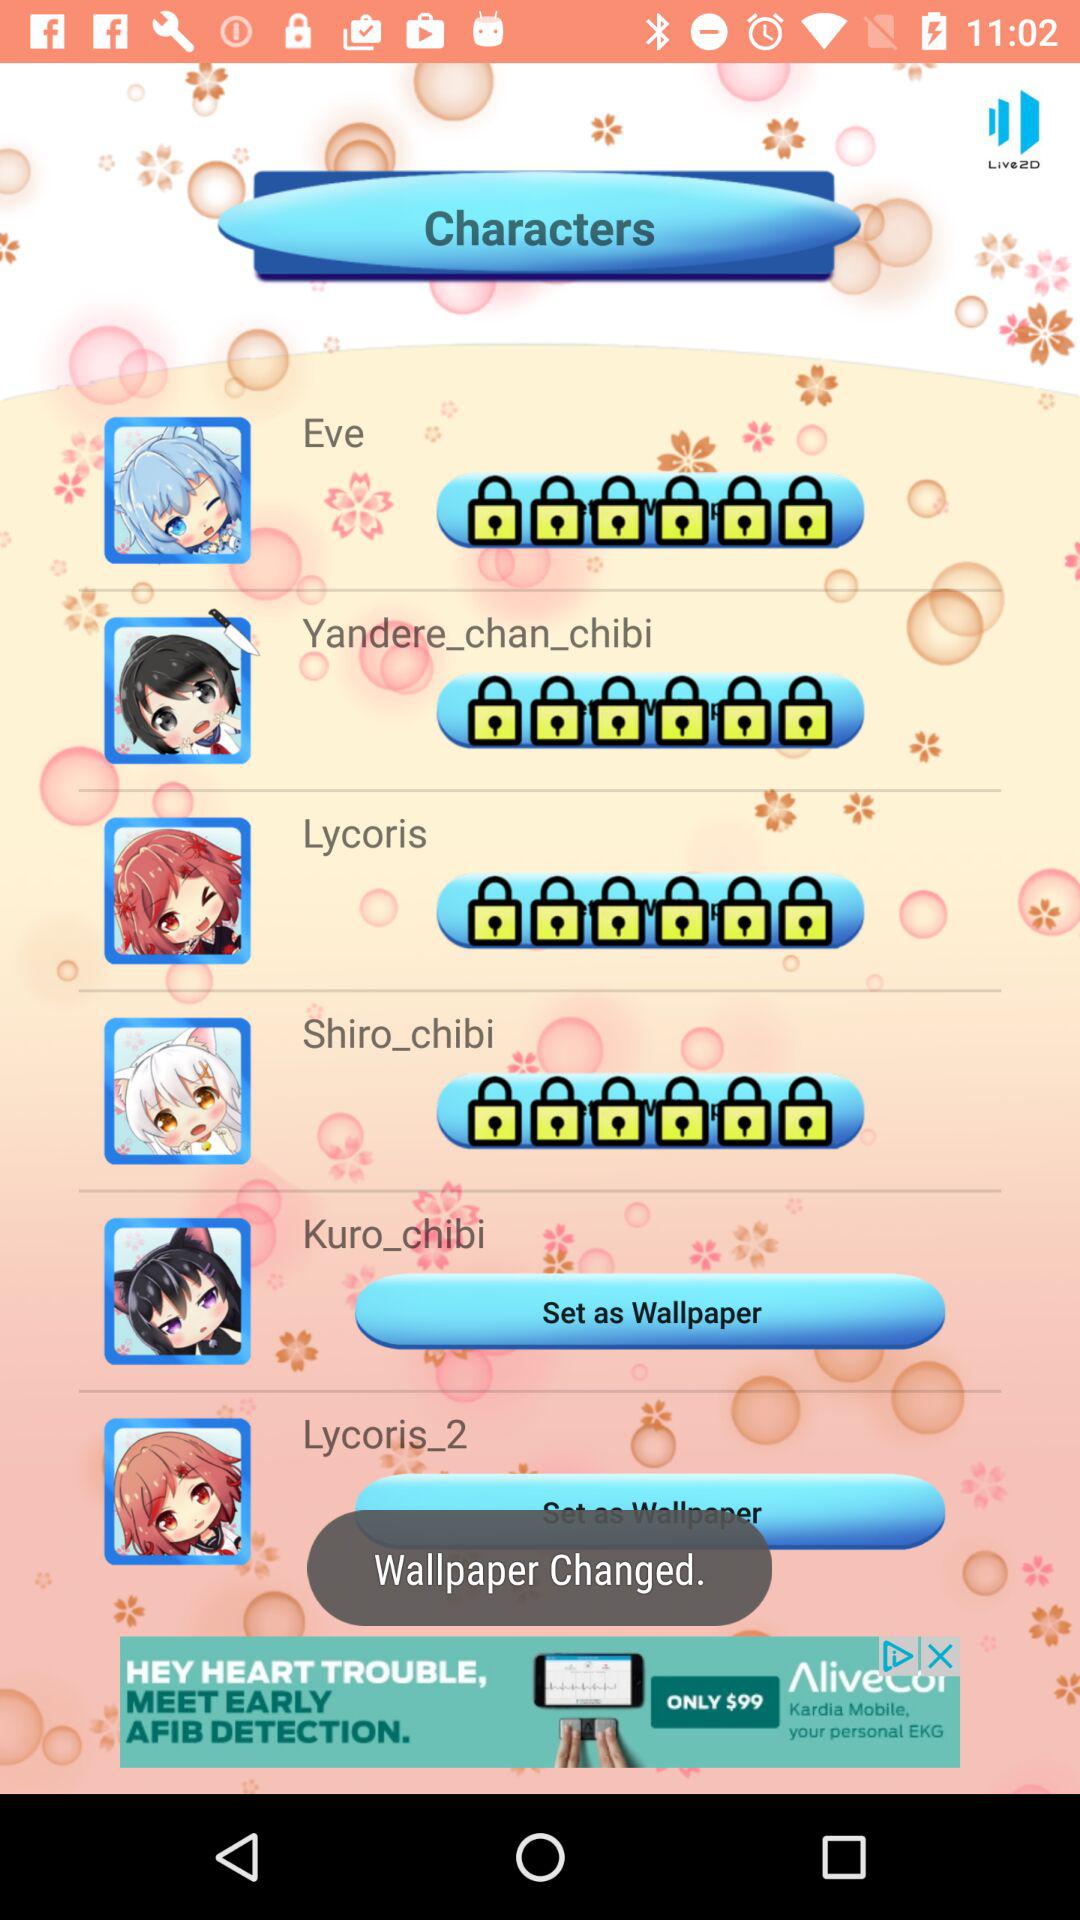 11:02
Live2D
Characters
Eve
Yandere_chan_chibi
Lycoris
Shiro_chibi
Kuro_chibi
Set as Wallpaper
Lycoris_2
Set as Wallpaper
Wallpaper Changed.
HEY HEART TROUBLE,
MEET EARLY
AFIB DETECTION.
ONLY $99
AliveCor
Kardia Mobile,
your personal EKG